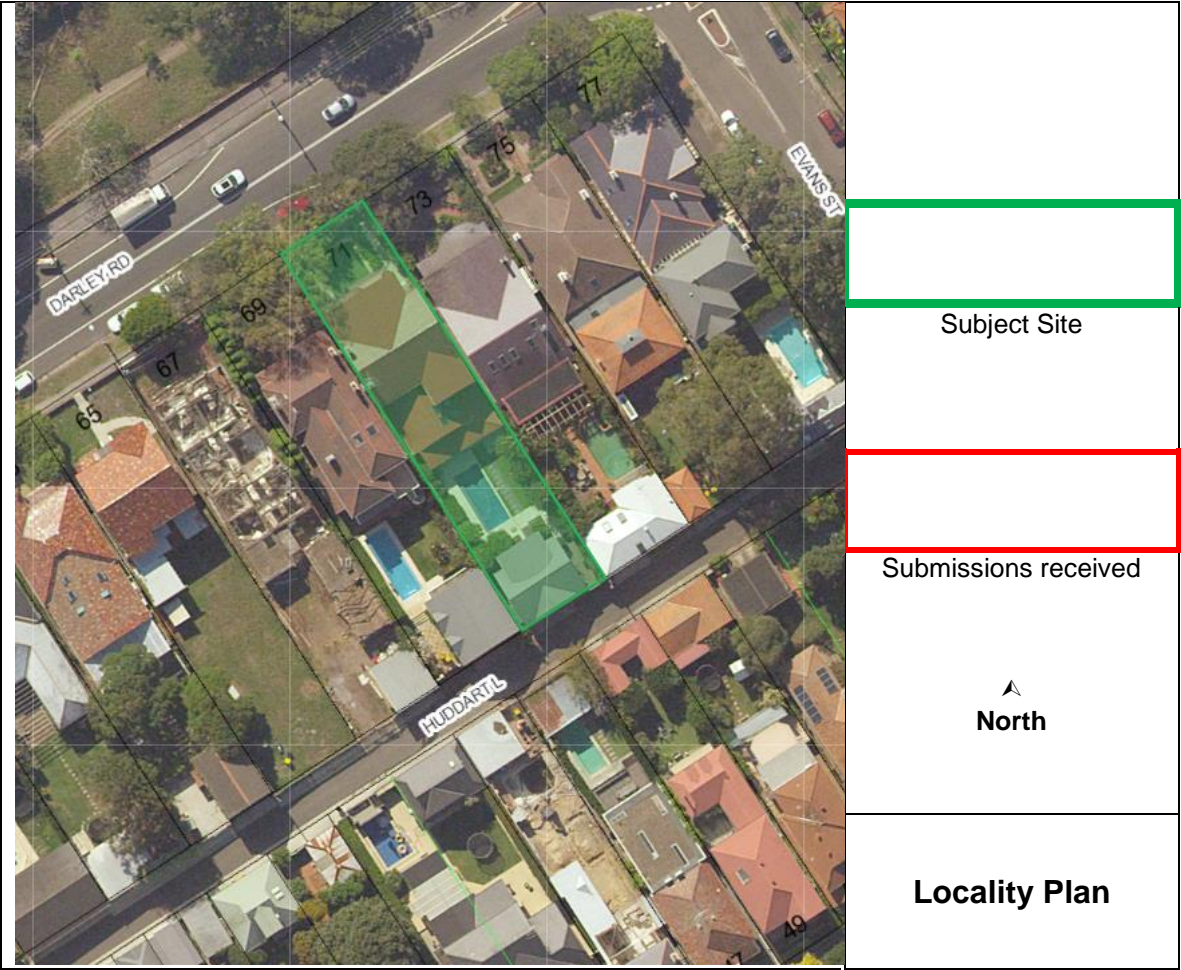 77
75
EVANS ST
73
71
DARLEY RD
69
67
65
HUDDART L
49
47
Subject Site
Submissions received
North
Locality Plan